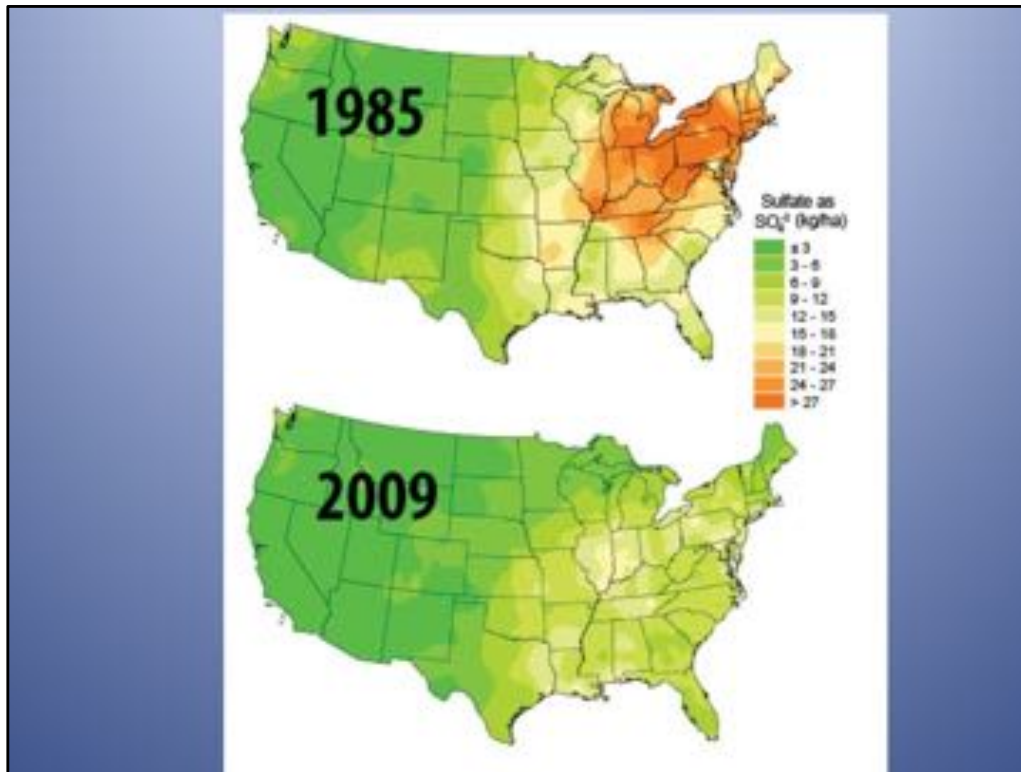 1985
Sulfate as
SO₄²⁻ (kg/ha)
≤ 3
3 - 6
6 - 9
9 - 12
12 - 15
15 - 18
18 - 21
21 - 24
24 - 27
> 27
2009